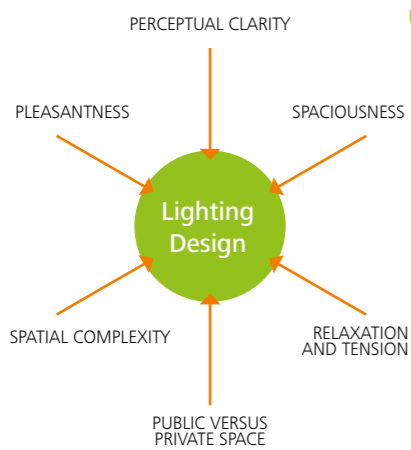 PERCEPTUAL CLARITY
PLEASANTNESS
SPACIOUSNESS
Lighting
Design
SPATIAL COMPLEXITY
RELAXATION
AND TENSION
PUBLIC VERSUS
PRIVATE SPACE